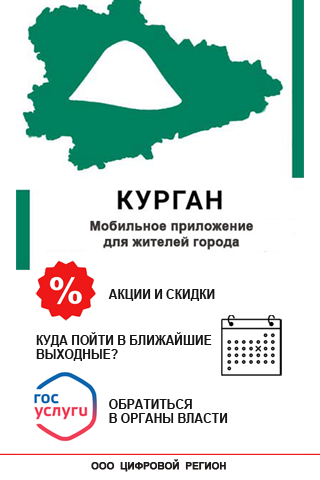 КУРГАН
Мобильное приложение
для жителей города
%
АКЦИИ И СКИДКИ
КУДА ПОЙТИ В БЛИЖАЙШИЕ
ВЫХОДНЫЕ?
гос
услуги
ОБРАТИТЬСЯ
В ОРГАНЫ ВЛАСТИ
ООО ЦИФРОВОЙ РЕГИОН